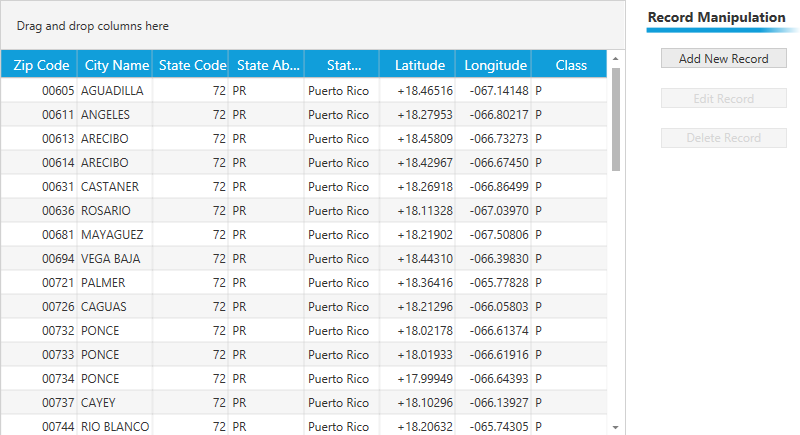 Drag and drop columns here
Record Manipulation
Add New Record
Edit Record
Delete Record
Zip Code City Name State Code State Ab... Stat... Latitude Longitude Class
00605 AGUADILLA 72 PR Puerto Rico +18.46516 -067.14148 P
00611 ANGELES 72 PR Puerto Rico +18.27953 -066.80217 P
00613 ARECIBO 72 PR Puerto Rico +18.45809 -066.73273 P
00614 ARECIBO 72 PR Puerto Rico +18.42967 -066.67450 P
00631 CASTANER 72 PR Puerto Rico +18.26918 -066.86499 P
00636 ROSARIO 72 PR Puerto Rico +18.11328 -067.03970 P
00681 MAYAGUEZ 72 PR Puerto Rico +18.21902 -067.50806 P
00694 VEGA BAJA 72 PR Puerto Rico +18.44310 -066.39830 P
00721 PALMER 72 PR Puerto Rico +18.36416 -065.77828 P
00726 CAGUAS 72 PR Puerto Rico +18.21296 -066.05803 P
00732 PONCE 72 PR Puerto Rico +18.02178 -066.61374 P
00733 PONCE 72 PR Puerto Rico +18.01933 -066.61916 P
00734 PONCE 72 PR Puerto Rico +17.99949 -066.64393 P
00737 CAYEY 72 PR Puerto Rico +18.10296 -066.13927 P
00744 RIO BLANCO 72 PR Puerto Rico +18.20632 -065.74305 P